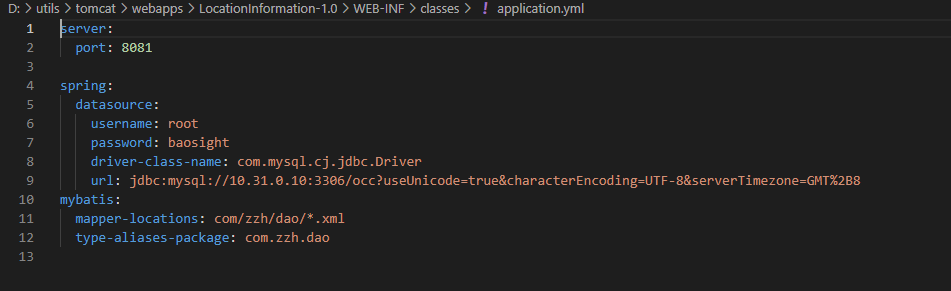 D: > utils > tomcat > webapps > LocationInformation-1.0 > WEB-INF > classes > ! application.yml
1 server:
2 port: 8081
3
4 spring:
5 datasource:
6 username: root
7 password: baosight
8 driver-class-name: com.mysql.cj.jdbc.Driver
9 url: jdbc:mysql://10.31.0.10:3306/occ?useUnicode=true&characterEncoding=UTF-8&serverTimezone=GMT%2B8
10 mybatis:
11 mapper-locations: com/zzh/dao/*.xml
12 type-aliases-package: com.zzh.dao
13